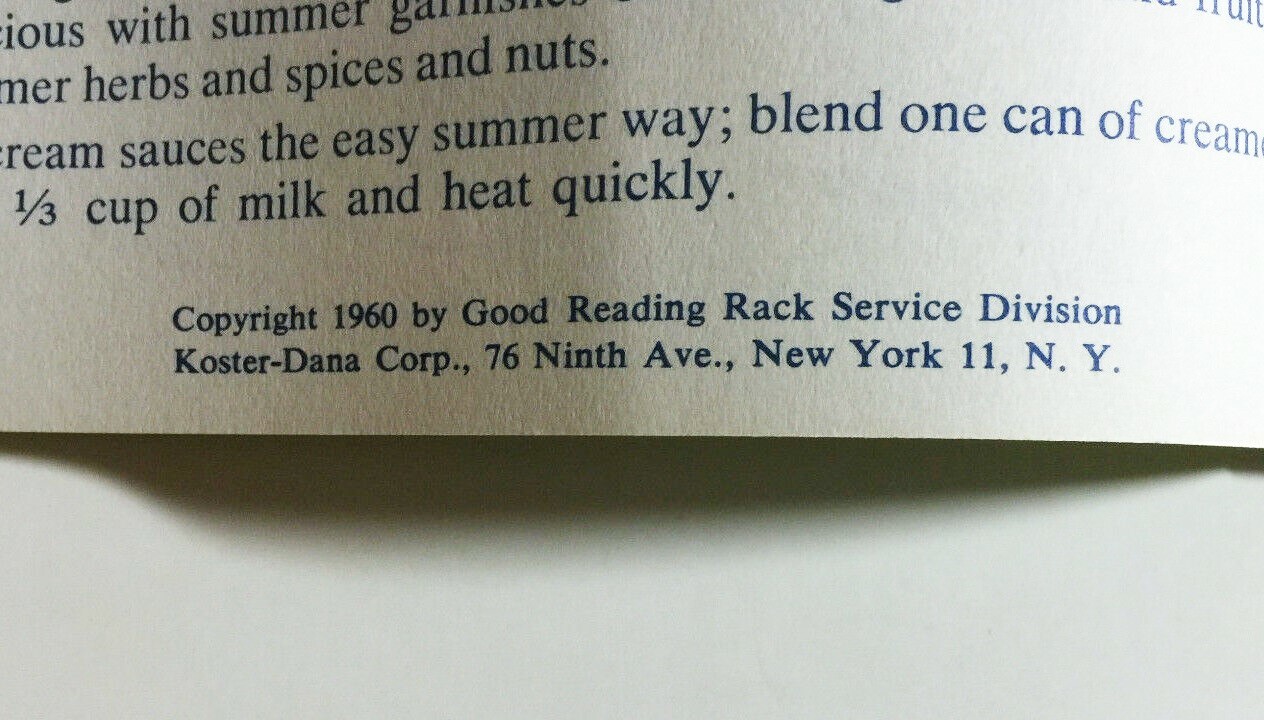 cious with summer garnishes
mer herbs and spices and nuts.
cream sauces the easy summer way; blend one can of creame
⅓ cup of milk and heat quickly.
Copyright 1960 by Good Reading Rack Service Division
Koster-Dana Corp., 76 Ninth Ave., New York 11, N. Y.